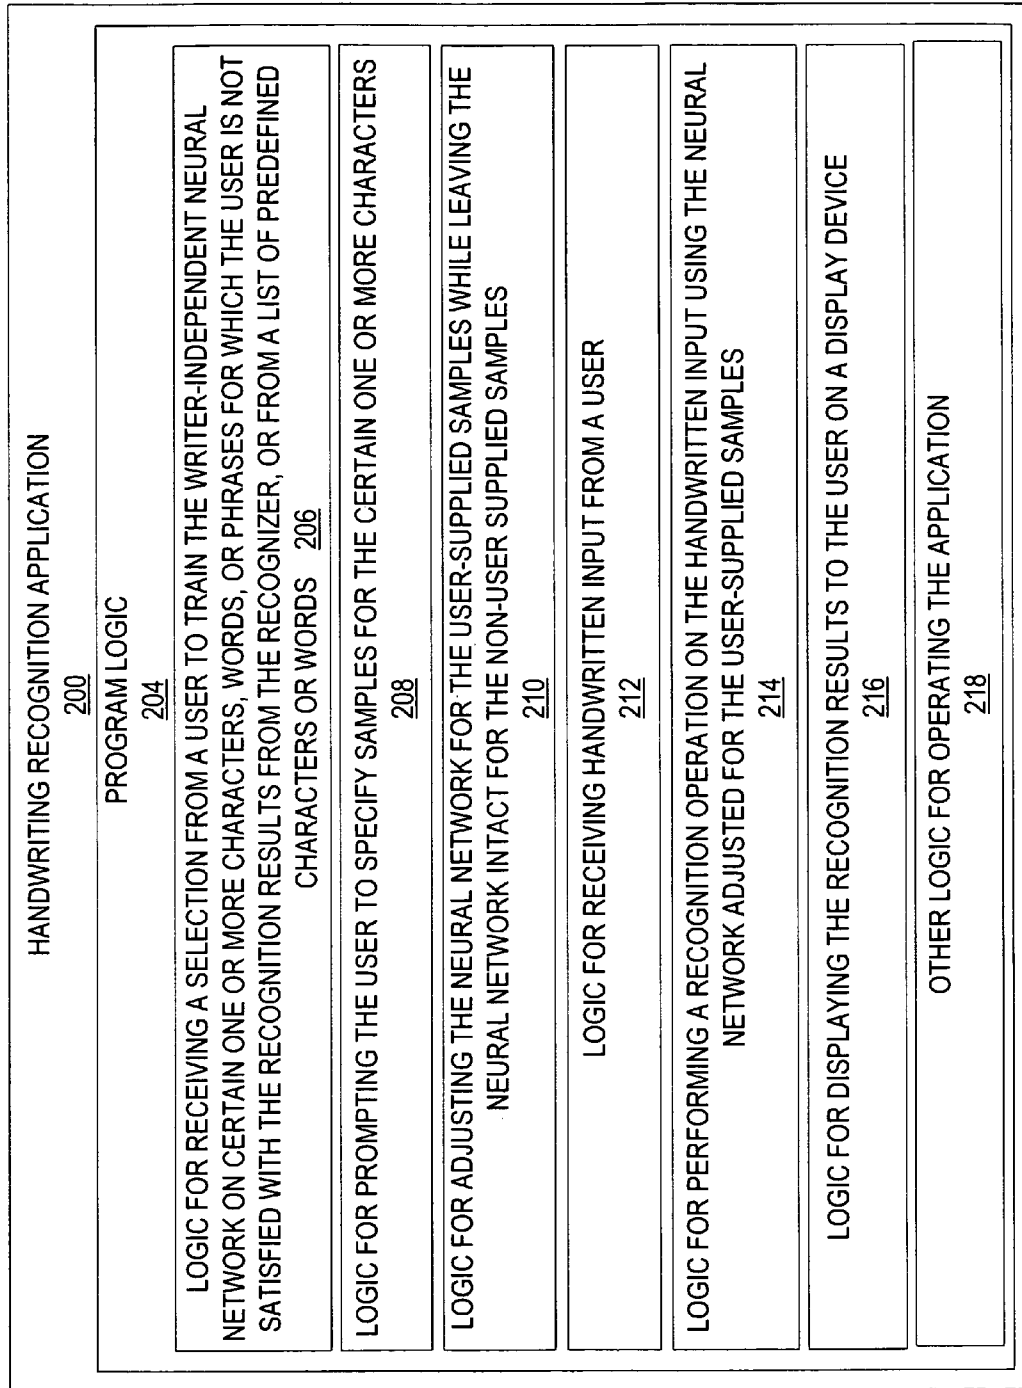 HANDWRITING RECOGNITION APPLICATION
200
PROGRAM LOGIC
204
LOGIC FOR RECEIVING A SELECTION FROM A USER TO TRAIN THE WRITER-INDEPENDENT NEURAL
NETWORK ON CERTAIN ONE OR MORE CHARACTERS, WORDS, OR PHRASES FOR WHICH THE USER IS NOT
SATISFIED WITH THE RECOGNITION RESULTS FROM THE RECOGNIZER, OR FROM A LIST OF PREDEFINED
CHARACTERS OR WORDS 206
LOGIC FOR PROMPTING THE USER TO SPECIFY SAMPLES FOR THE CERTAIN ONE OR MORE CHARACTERS
208
LOGIC FOR ADJUSTING THE NEURAL NETWORK FOR THE USER-SUPPLIED SAMPLES WHILE LEAVING THE
NEURAL NETWORK INTACT FOR THE NON-USER SUPPLIED SAMPLES
210
LOGIC FOR RECEIVING HANDWRITTEN INPUT FROM A USER
212
LOGIC FOR PERFORMING A RECOGNITION OPERATION ON THE HANDWRITTEN INPUT USING THE NEURAL
NETWORK ADJUSTED FOR THE USER-SUPPLIED SAMPLES
214
LOGIC FOR DISPLAYING THE RECOGNITION RESULTS TO THE USER ON A DISPLAY DEVICE
216
OTHER LOGIC FOR OPERATING THE APPLICATION
218